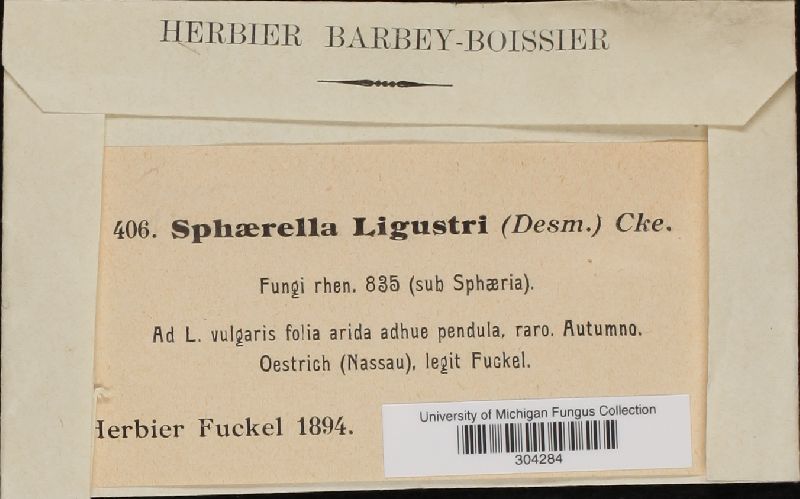 HERBIER BARBEY-BOISSIER
406. Sphærella Ligustri (Desm.) Cke.
Fungi rhen. 835 (sub Sphæria).
Ad L. vulgaris folia arida adhue pendula, raro. Autumno.
Oestrich (Nassau), legit Fuckel.
Herbier Fuckel 1894.
University of Michigan Fungus Collection
304284